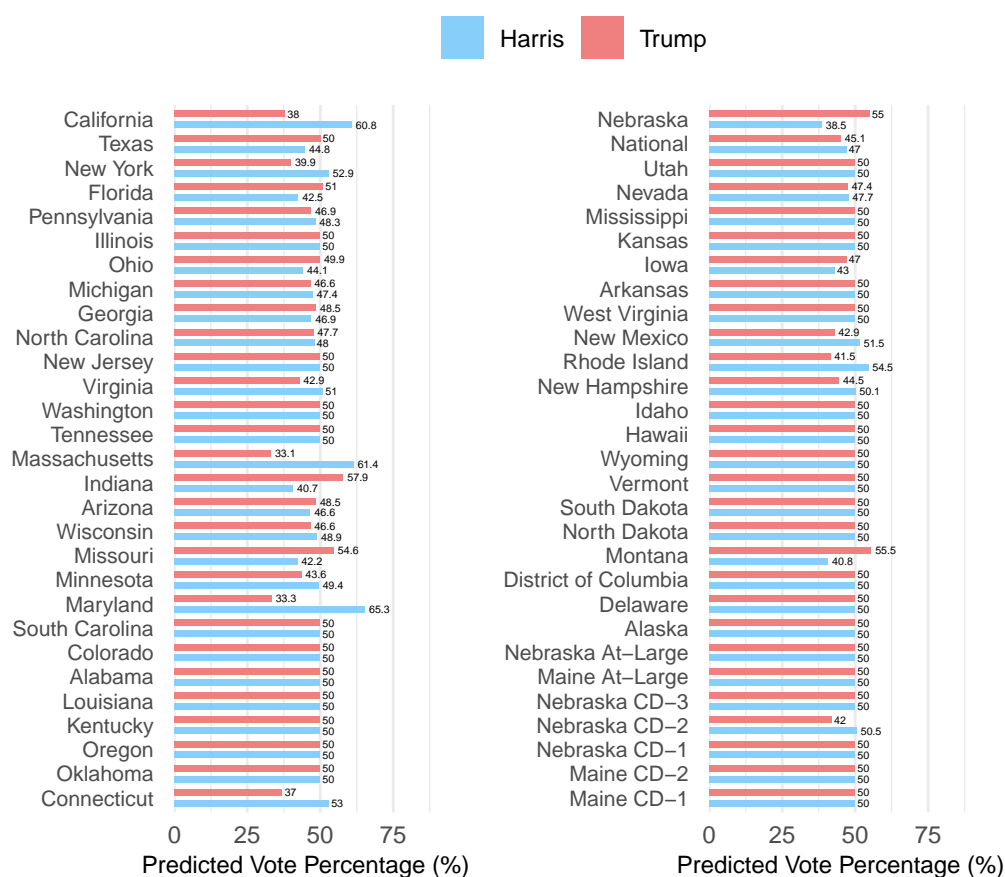 Harris Trump
California 38
60.8
Texas 50
44.8
New York 39.9
52.9
Florida 51
42.5
Pennsylvania 46.9
48.3
Illinois 50
50
Ohio 49.9
44.1
Michigan 46.6
47.4
Georgia 48.5
46.9
North Carolina 47.7
48
New Jersey 50
50
Virginia 42.9
51
Washington 50
50
Tennessee 50
50
Massachusetts 33.1
61.4
Indiana 57.9
40.7
Arizona 48.5
46.6
Wisconsin 46.6
48.9
Missouri 54.6
42.2
Minnesota 43.6
49.4
Maryland 33.3
65.3
South Carolina 50
50
Colorado 50
50
Alabama 50
50
Louisiana 50
50
Kentucky 50
50
Oregon 50
50
Oklahoma 50
50
Connecticut 37
53
0 50 75
Predicted Vote Percentage (%)
Nebraska 55
38.5
National 45.1
47
Utah 50
50
Nevada 47.4
47.7
Mississippi 50
50
Kansas 50
50
Iowa 47
43
Arkansas 50
50
West Virginia 50
50
New Mexico 42.9
51.5
Rhode Island 41.5
54.5
New Hampshire 44.5
50.1
Idaho 50
50
Hawaii 50
50
Wyoming 50
50
Vermont 50
50
South Dakota 50
50
North Dakota 50
50
Montana 55.5
40.8
District of Columbia 50
50
Delaware 50
50
Alaska 50
50
Nebraska At−Large 50
50
Maine At−Large 50
50
Nebraska CD−3 50
50
Nebraska CD−2 42
50.5
Nebraska CD−1 50
50
Maine CD−2 50
50
Maine CD−1 50
50
0 50 75
Predicted Vote Percentage (%)